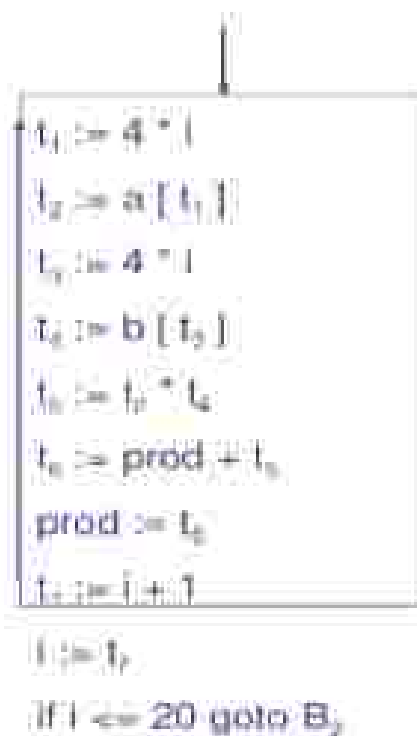 t₁ := 4 * i
t₂ := a [ t₁ ]
t₃ := 4 * i
t₄ := b [ t₃ ]
t₅ := t₂ * t₄
t₆ := prod + t₅
prod := t₆
t₇ := i + 1
i := t₇
if i <= 20 goto B₂